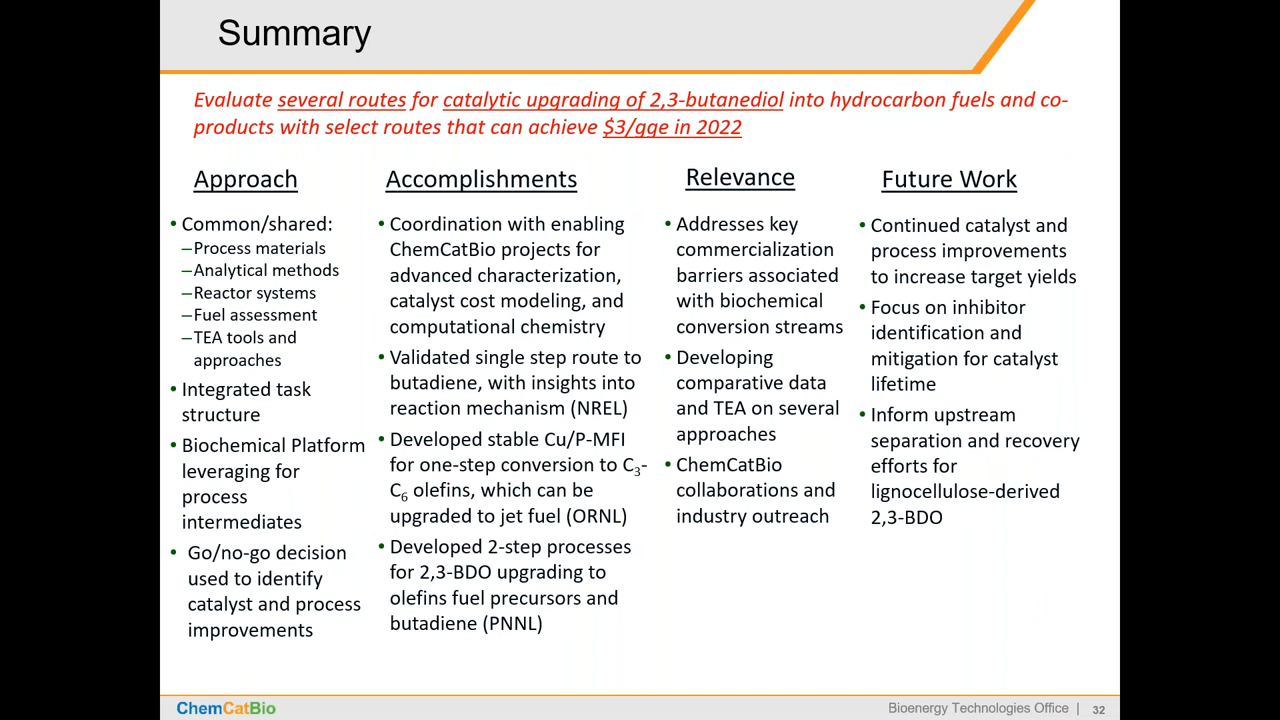 Summary
Evaluate several routes for catalytic upgrading of 2,3-butanediol into hydrocarbon fuels and co-
products with select routes that can achieve $3/gge in 2022
Approach
• Common/shared:
–Process materials
–Analytical methods
–Reactor systems
–Fuel assessment
–TEA tools and
approaches
• Integrated task
structure
• Biochemical Platform
leveraging for
process
intermediates
• Go/no-go decision
used to identify
catalyst and process
improvements
Accomplishments
• Coordination with enabling
ChemCatBio projects for
advanced characterization,
catalyst cost modeling, and
computational chemistry
• Validated single step route to
butadiene, with insights into
reaction mechanism (NREL)
• Developed stable Cu/P-MFI
for one-step conversion to C3-
C6 olefins, which can be
upgraded to jet fuel (ORNL)
• Developed 2-step processes
for 2,3-BDO upgrading to
olefins fuel precursors and
butadiene (PNNL)
Relevance
• Addresses key
commercialization
barriers associated
with biochemical
conversion streams
• Developing
comparative data
and TEA on several
approaches
• ChemCatBio
collaborations and
industry outreach
Future Work
• Continued catalyst and
process improvements
to increase target yields
• Focus on inhibitor
identification and
mitigation for catalyst
lifetime
• Inform upstream
separation and recovery
efforts for
lignocellulose-derived
2,3-BDO
ChemCatBio
Bioenergy Technologies Office | 32